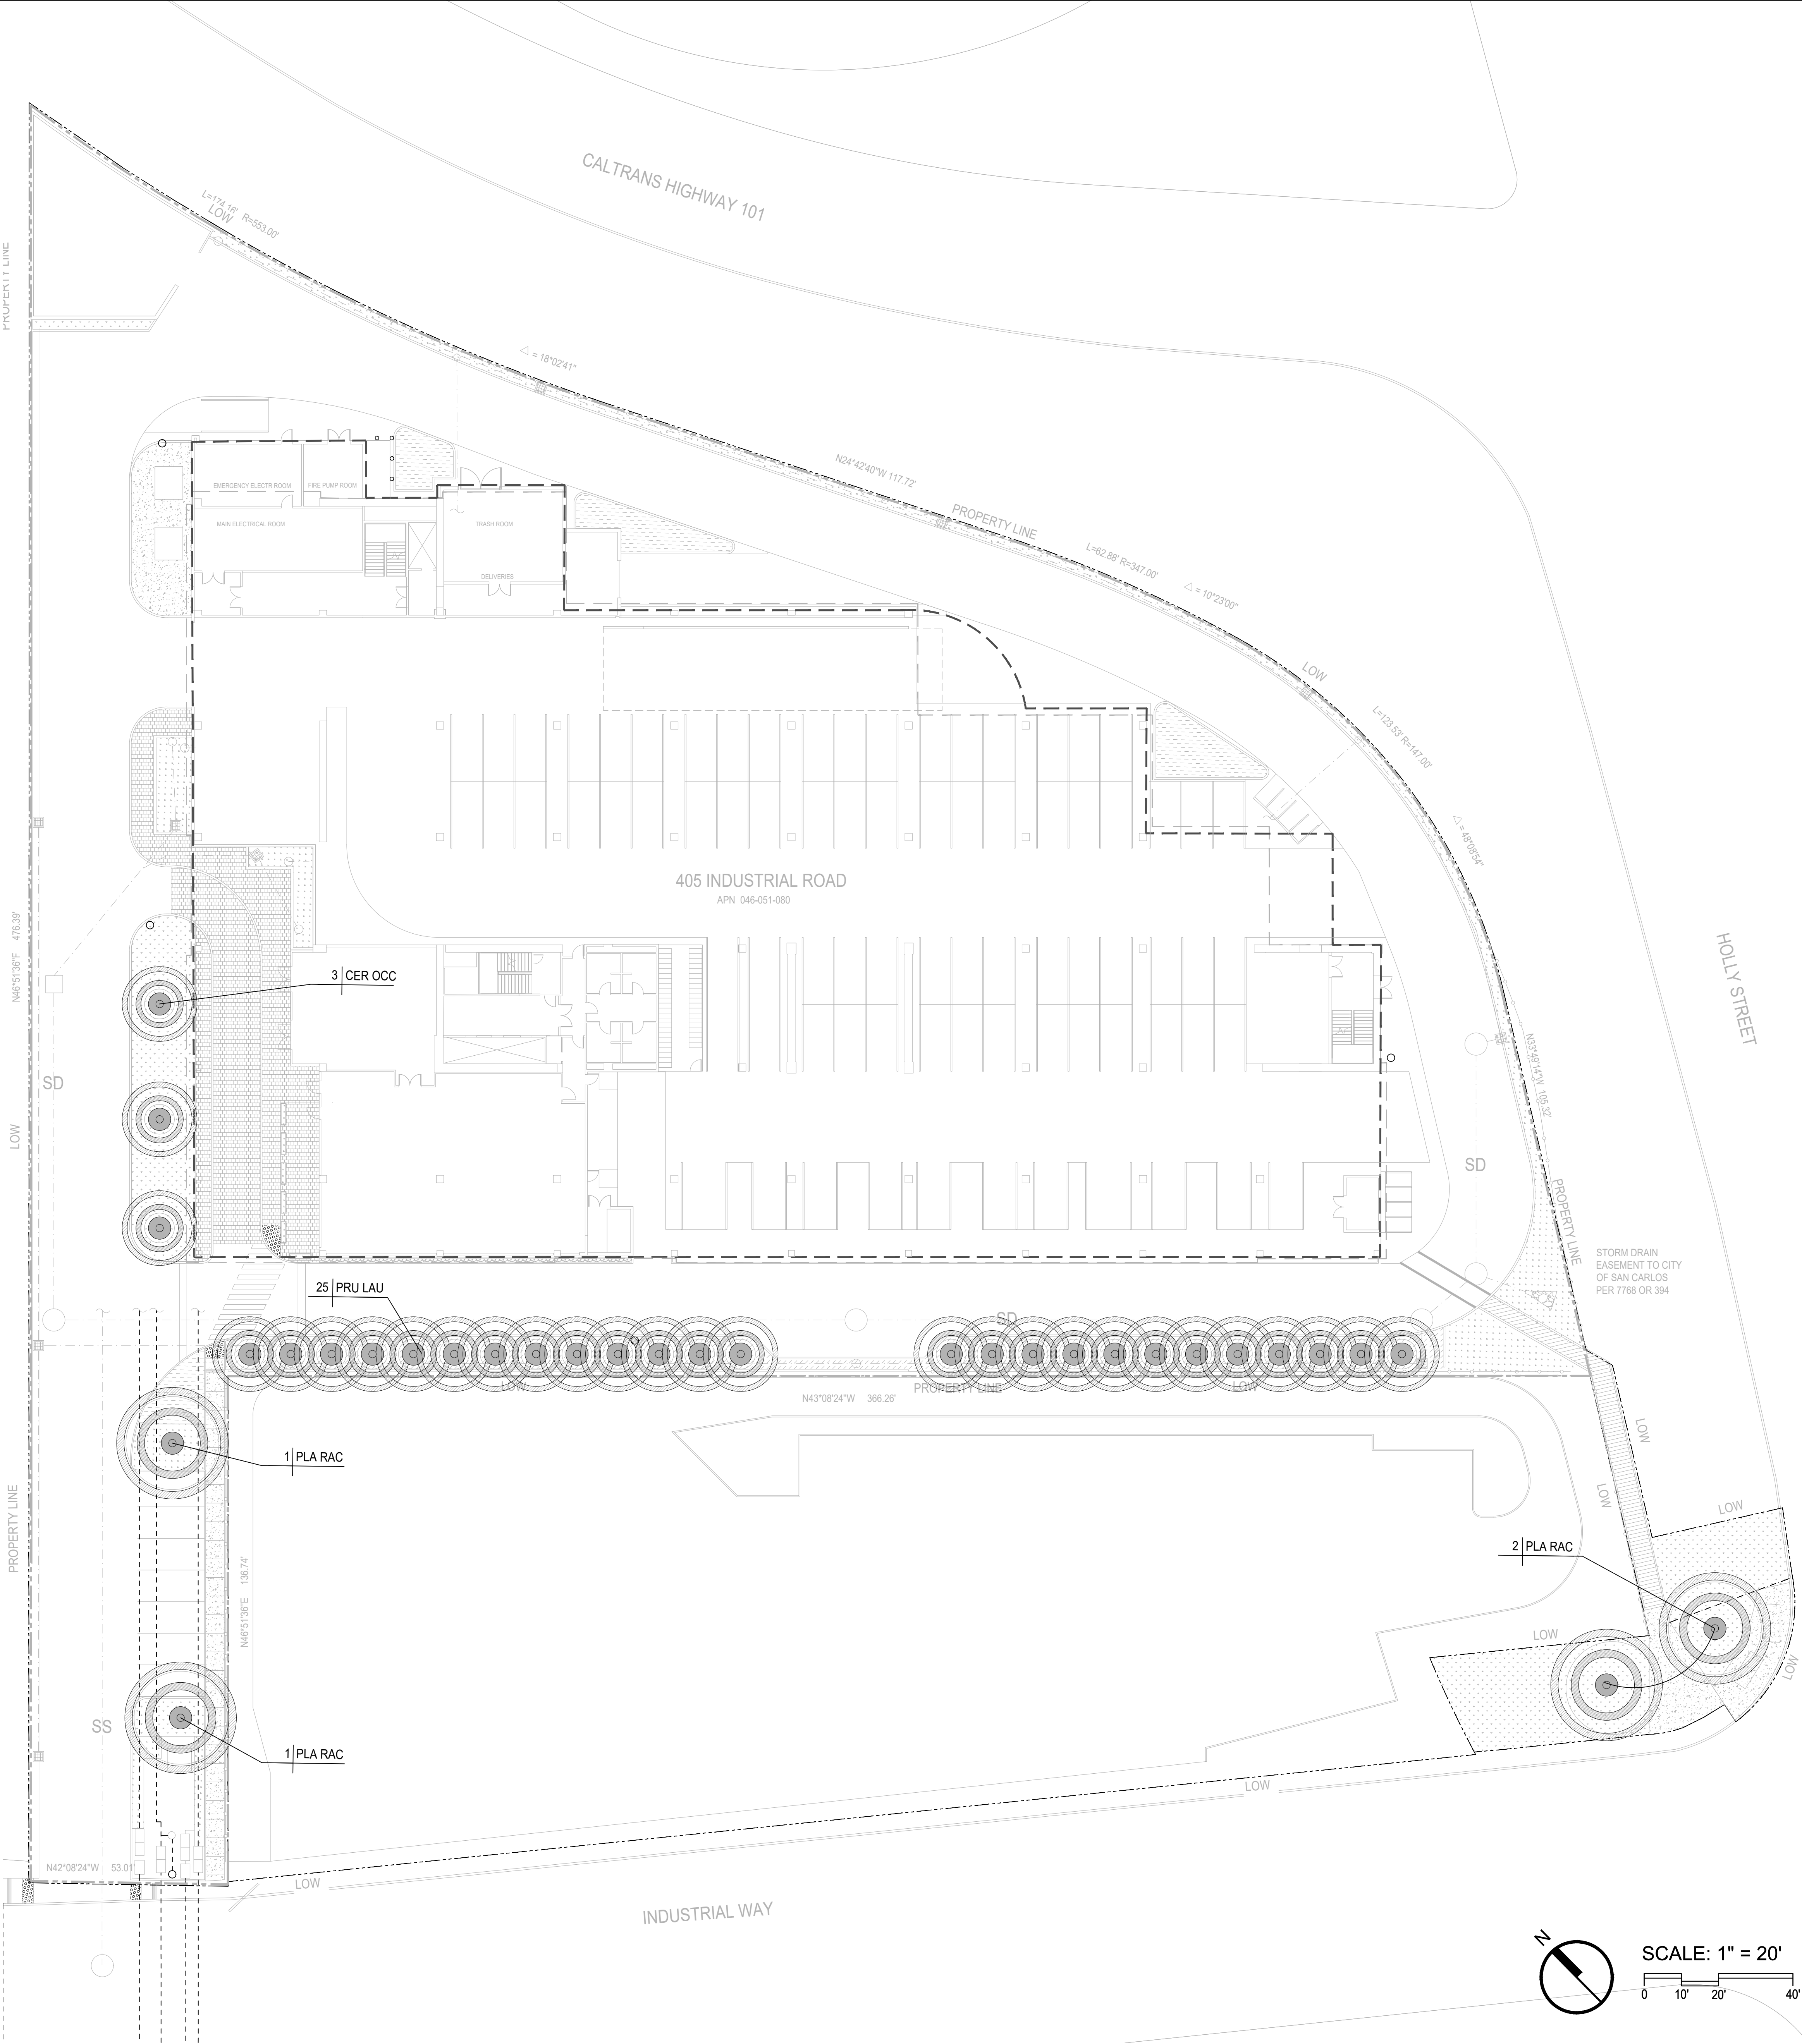 CALTRANS HIGHWAY 101
L=174.16' R=553.00'
LOW
PROPERTY LINE
△ = 18°02'41"
N24°42'40"W 117.72'
PROPERTY LINE
L=62.88' R=347.00'
△ = 10°23'00"
EMERGENCY ELECTR ROOM
FIRE PUMP ROOM
MAIN ELECTRICAL ROOM
TRASH ROOM
DELIVERIES
LOW
L=123.53' R=147.00'
△ = 48°08'54"
405 INDUSTRIAL ROAD
APN 046-051-080
HOLLY STREET
N46°51'36"F 476.39'
3 CER OCC
N33°49'14"W 105.32'
SD
LOW
SD
PROPERTY LINE
STORM DRAIN
EASEMENT TO CITY
OF SAN CARLOS
PER 7768 OR 394
25 PRU LAU
SD
LOW
PROPERTY LINE
LOW
N43°08'24"W 366.26'
1 PLA RAC
LOW
LOW
PROPERTY LINE
LOW
2 PLA RAC
N46°51'36"E 136.74'
LOW
LOW
SS
1 PLA RAC
LOW
N42°08'24"W 53.01'
LOW
INDUSTRIAL WAY
N
SCALE: 1" = 20'
0 10' 20' 40'